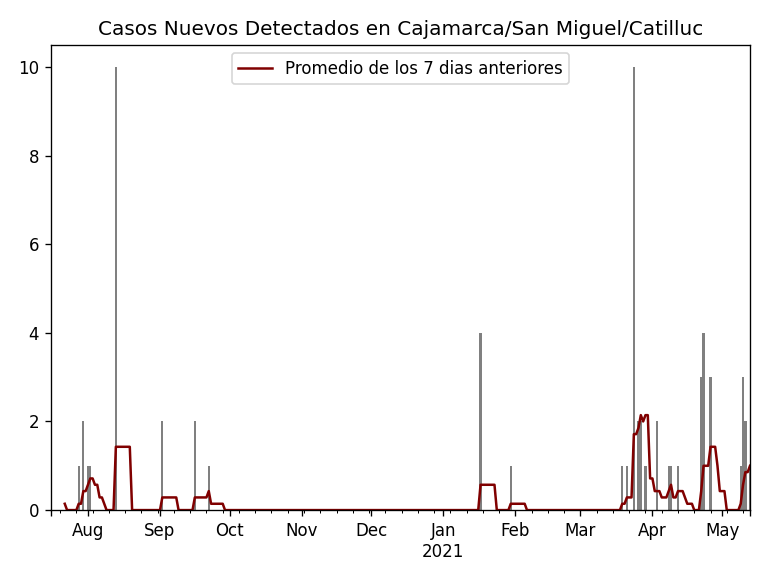 Casos Nuevos Detectados en Cajamarca/San Miguel/Catilluc
Promedio de los 7 dias anteriores
10
8
6
4
2
0
Aug Sep Oct Nov Dec Jan Feb Mar Apr May
2021